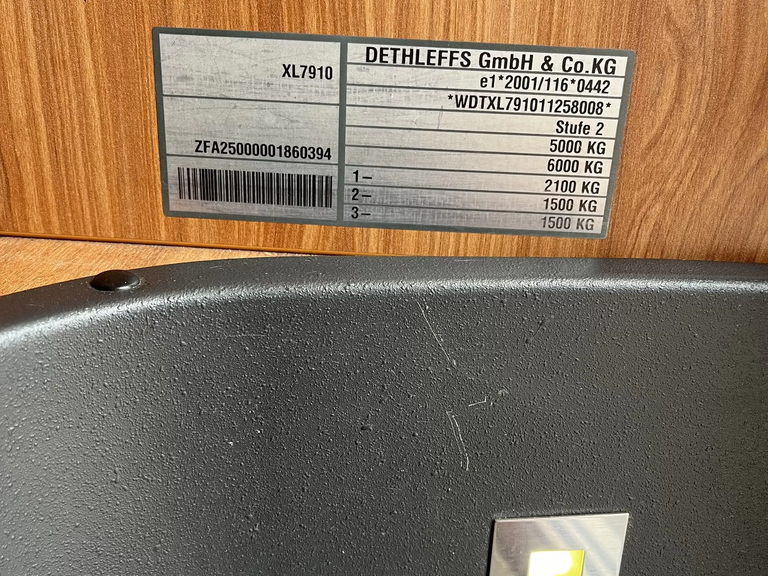 XL7910
ZFA25000001860394
DETHLEFFS GmbH & Co.KG
e1*2001/116*0442
*WDTXL791011258008*
Stufe 2
5000 KG
6000 KG
1– 2100 KG
2– 1500 KG
3– 1500 KG